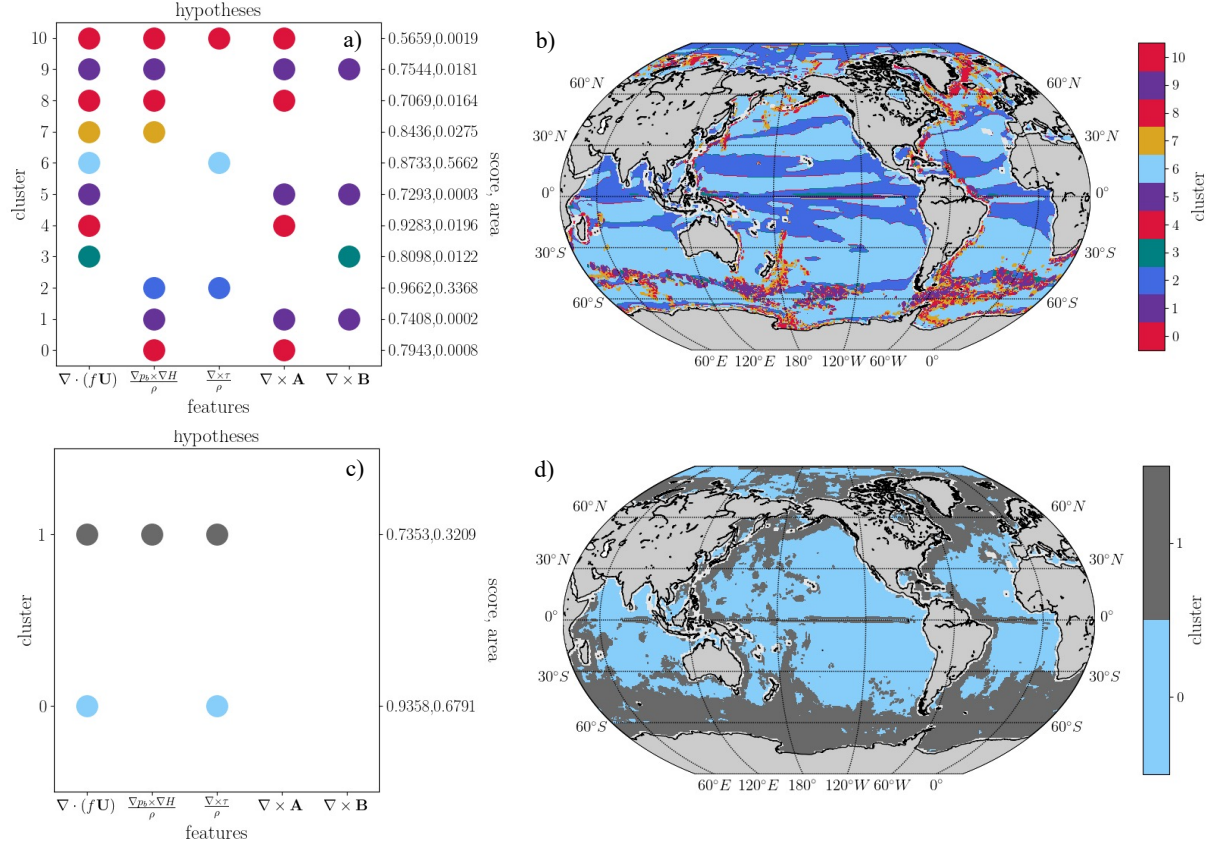 hypotheses
a)
10
9
8
7
6
5
4
3
2
1
0
cluster
0.5659,0.0019
0.7544,0.0181
0.7069,0.0164
0.8436,0.0275
0.8733,0.5662
0.7293,0.0003
0.9283,0.0196
0.8098,0.0122
0.9662,0.3368
0.7408,0.0002
0.7943,0.0008
score, area
∇ · (fU) ∇p_b×∇H/ρ ∇×τ/ρ ∇ × A ∇ × B
features
b)
60°N 60°N
30°N 30°N
0° 0°
30°S 30°S
60°S 60°S
60°E 120°E 180° 120°W 60°W 0°
10
9
8
7
6
5
4
3
2
1
0
cluster
hypotheses
c)
1
0
cluster
0.7353,0.3209
0.9358,0.6791
score, area
∇ · (fU) ∇p_b×∇H/ρ ∇×τ/ρ ∇ × A ∇ × B
features
d)
60°N 60°N
30°N 30°N
0° 0°
30°S 30°S
60°S 60°S
60°E 120°E 180° 120°W 60°W 0°
1
0
cluster